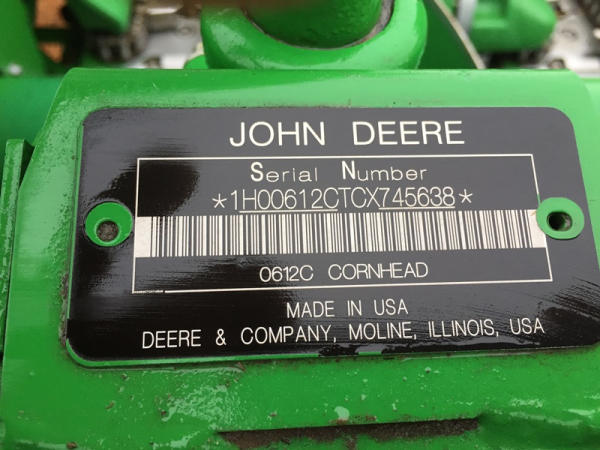 JOHN DEERE
Serial Number
*1H00612CTCX745638*
0612C CORNHEAD
MADE IN USA
DEERE & COMPANY, MOLINE, ILLINOIS, USA